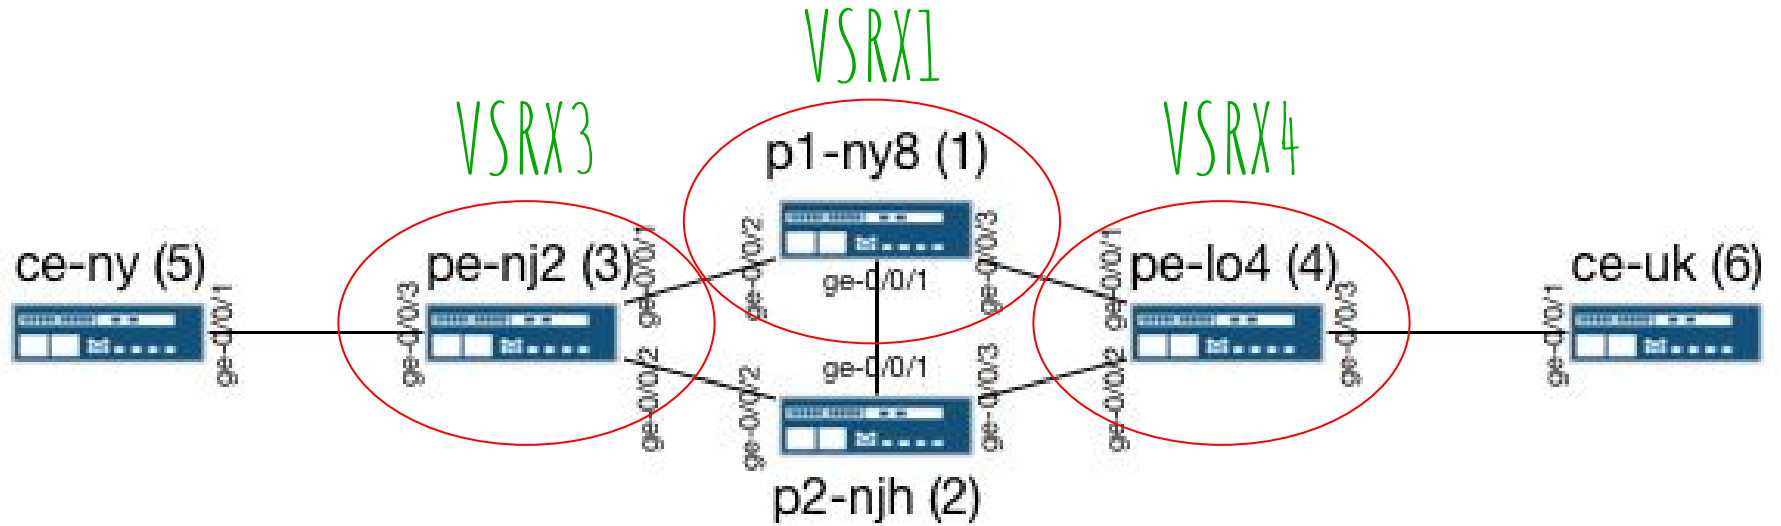 VSRX1
VSRX3
VSRX4
p1-ny8 (1)
ce-ny (5)
pe-nj2 (3)
pe-lo4 (4)
ce-uk (6)
ge-0/0/1
ge-0/0/3
ge-0/0/1
ge-0/0/2
ge-0/0/2
ge-0/0/1
ge-0/0/3
ge-0/0/1
ge-0/0/2
ge-0/0/3
ge-0/0/1
ge-0/0/2
ge-0/0/1
ge-0/0/3
p2-njh (2)